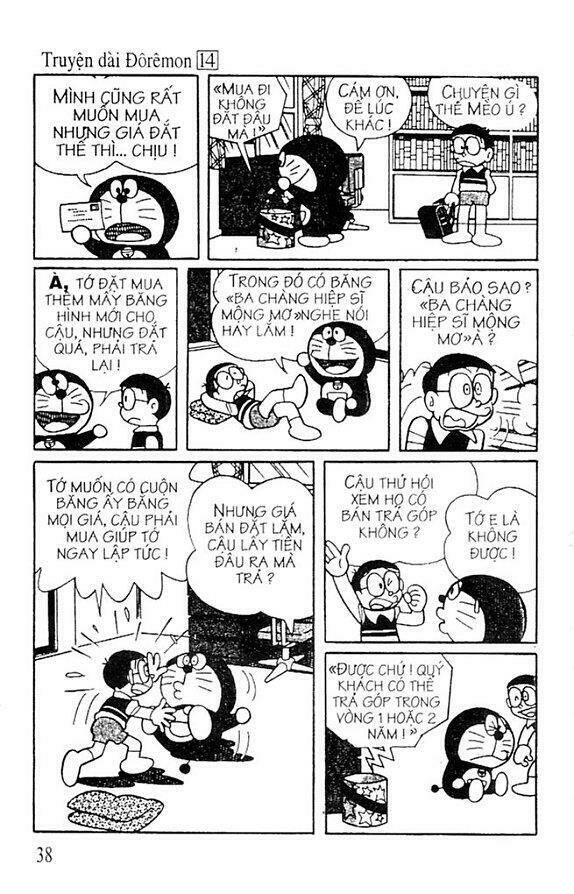 Truyện dài Đôrêmon 14
MÌNH CŨNG RẤT
MUỐN MUA
NHƯNG GIÁ ĐẮT
THẾ THÌ... CHỊU !
«MUA ĐI
KHÔNG
ĐẮT ĐÂU
MÀ !»
CÁM ƠN,
ĐỂ LÚC
KHÁC !
CHUYỆN GÌ
THẾ MÈO Ú ?
À, TỚ ĐẶT MUA
THÊM MẤY BĂNG
HÌNH MỚI CHO
CẬU, NHƯNG ĐẮT
QUÁ, PHẢI TRẢ
LẠI !
TRONG ĐÓ CÓ BĂNG
«BA CHÀNG HIỆP SĨ
MỘNG MƠ»NGHE NÓI
HAY LẮM !
CẬU BẢO SAO ?
«BA CHÀNG
HIỆP SĨ MỘNG
MƠ»À ?
TỚ MUỐN CÓ CUỘN
BĂNG ẤY BẰNG
MỌI GIÁ, CẬU PHẢI
MUA GIÚP TỚ
NGAY LẬP TỨC !
NHƯNG GIÁ
BÁN ĐẮT LẮM,
CẬU LẤY TIỀN
ĐÂU RA MÀ
TRẢ ?
CẬU THỬ HỎI
XEM HỌ CÓ
BÁN TRẢ GÓP
KHÔNG ?
TỚ E LÀ
KHÔNG
ĐƯỢC !
«ĐƯỢC CHỨ ! QUÝ
KHÁCH CÓ THỂ
TRẢ GÓP TRONG
VÒNG 1 HOẶC 2
NĂM !»
38